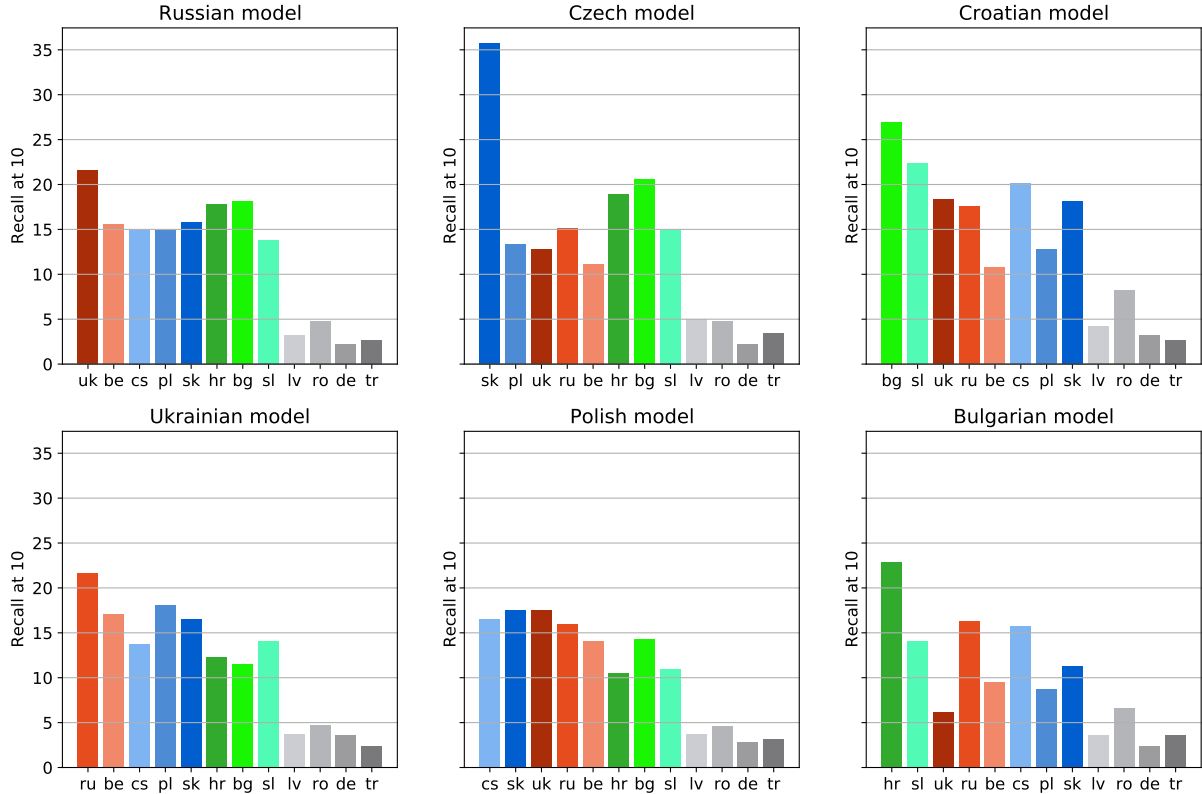 Russian model
Czech model
Croatian model
Recall at 10
35
30
25
20
15
10
5
0
uk be cs pl sk hr bg sl lv ro de tr
Recall at 10
sk pl uk ru be hr bg sl lv ro de tr
Recall at 10
bg sl uk ru be cs pl sk lv ro de tr
Ukrainian model
Polish model
Bulgarian model
Recall at 10
35
30
25
20
15
10
5
0
ru be cs pl sk hr bg sl lv ro de tr
Recall at 10
cs sk uk ru be hr bg sl lv ro de tr
Recall at 10
hr sl uk ru be cs pl sk lv ro de tr